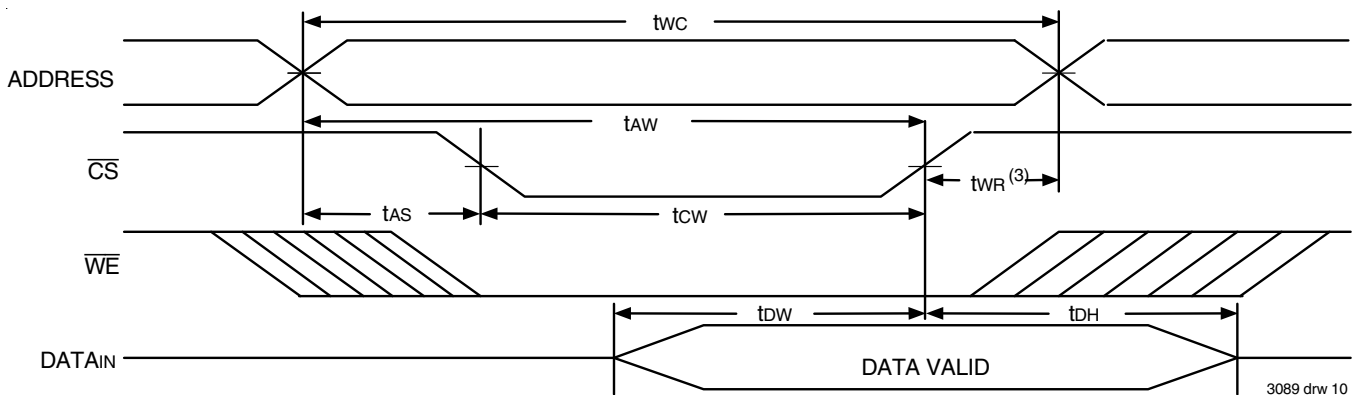 tWC
ADDRESS
tAW
CS
tWR (3)
tAS
tCW
WE
tDW
tDH
DATAIN
DATA VALID
3089 drw 10